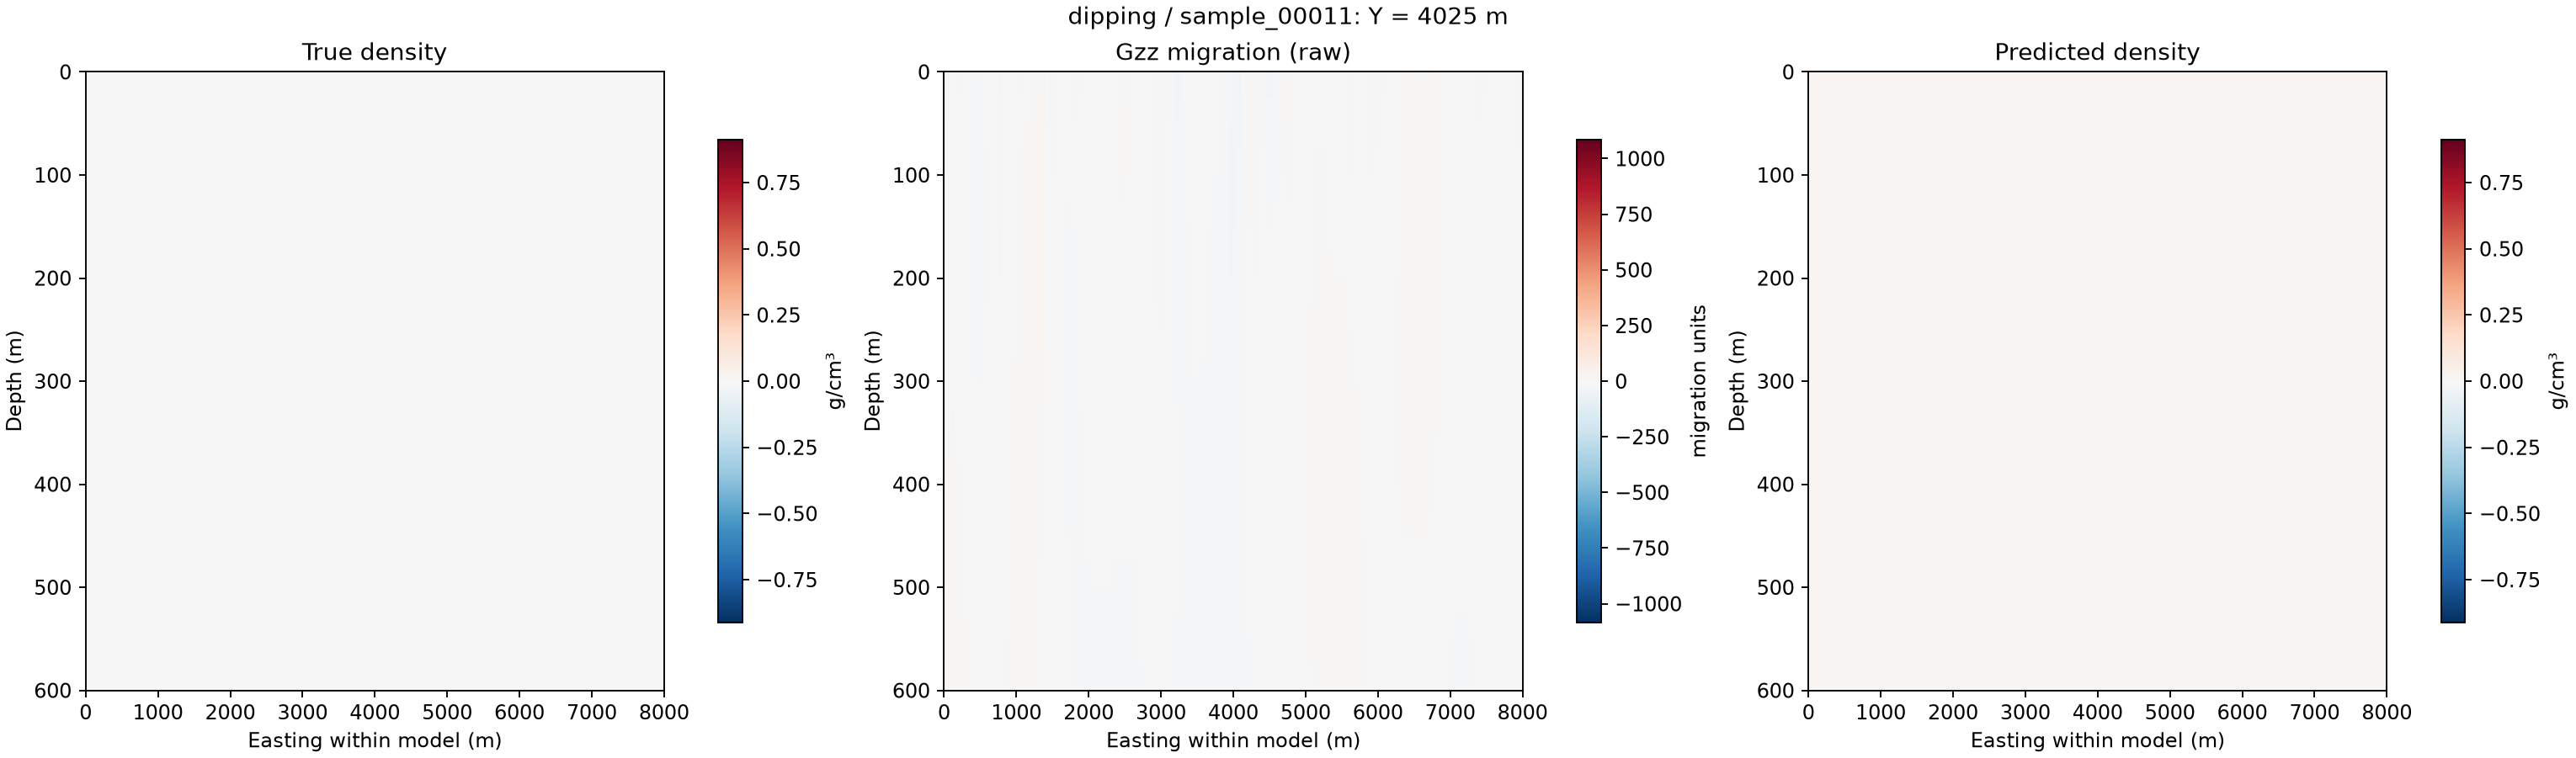 dipping / sample_00011: Y = 4025 m
True density
0
100
200
300
400
500
600
Depth (m)
0 1000 2000 3000 4000 5000 6000 7000 8000
Easting within model (m)
0.75
0.50
0.25
0.00
−0.25
−0.50
−0.75
g/cm³
Gzz migration (raw)
0
100
200
300
400
500
600
Depth (m)
0 1000 2000 3000 4000 5000 6000 7000 8000
Easting within model (m)
1000
750
500
250
0
−250
−500
−750
−1000
migration units
Predicted density
0
100
200
300
400
500
600
Depth (m)
0 1000 2000 3000 4000 5000 6000 7000 8000
Easting within model (m)
0.75
0.50
0.25
0.00
−0.25
−0.50
−0.75
g/cm³